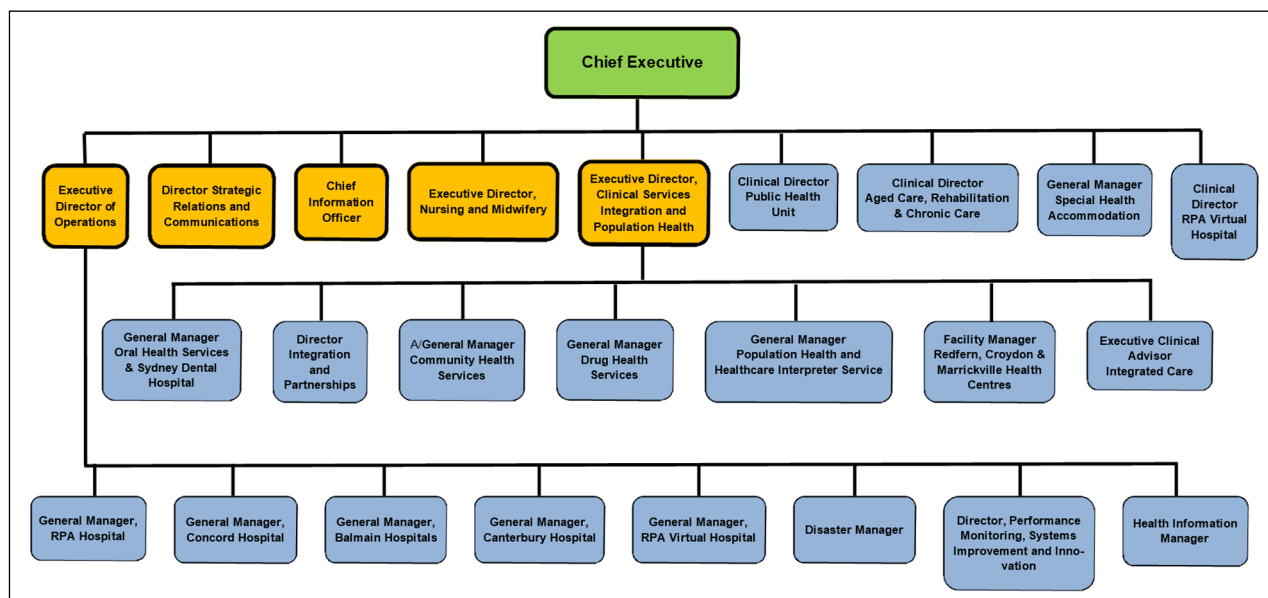 Chief Executive
Executive
Director of
Operations
Director Strategic
Relations and
Communications
Chief
Information
Officer
Executive Director,
Nursing and Midwifery
Executive Director,
Clinical Services
Integration and
Population Health
Clinical Director
Public Health
Unit
Clinical Director
Aged Care, Rehabilitation
& Chronic Care
General Manager
Special Health
Accommodation
Clinical
Director
RPA Virtual
Hospital
General Manager
Oral Health Services
& Sydney Dental
Hospital
Director
Integration
and
Partnerships
A/General Manager
Community Health
Services
General Manager
Drug Health
Services
General Manager
Population Health and
Healthcare Interpreter Service
Facility Manager
Redfern, Croydon &
Marrickville Health
Centres
Executive Clinical
Advisor
Integrated Care
General Manager,
RPA Hospital
General Manager,
Concord Hospital
General Manager,
Balmain Hospitals
General Manager,
Canterbury Hospital
General Manager,
RPA Virtual Hospital
Disaster Manager
Director, Performance
Monitoring, Systems
Improvement and Inno-
vation
Health Information
Manager